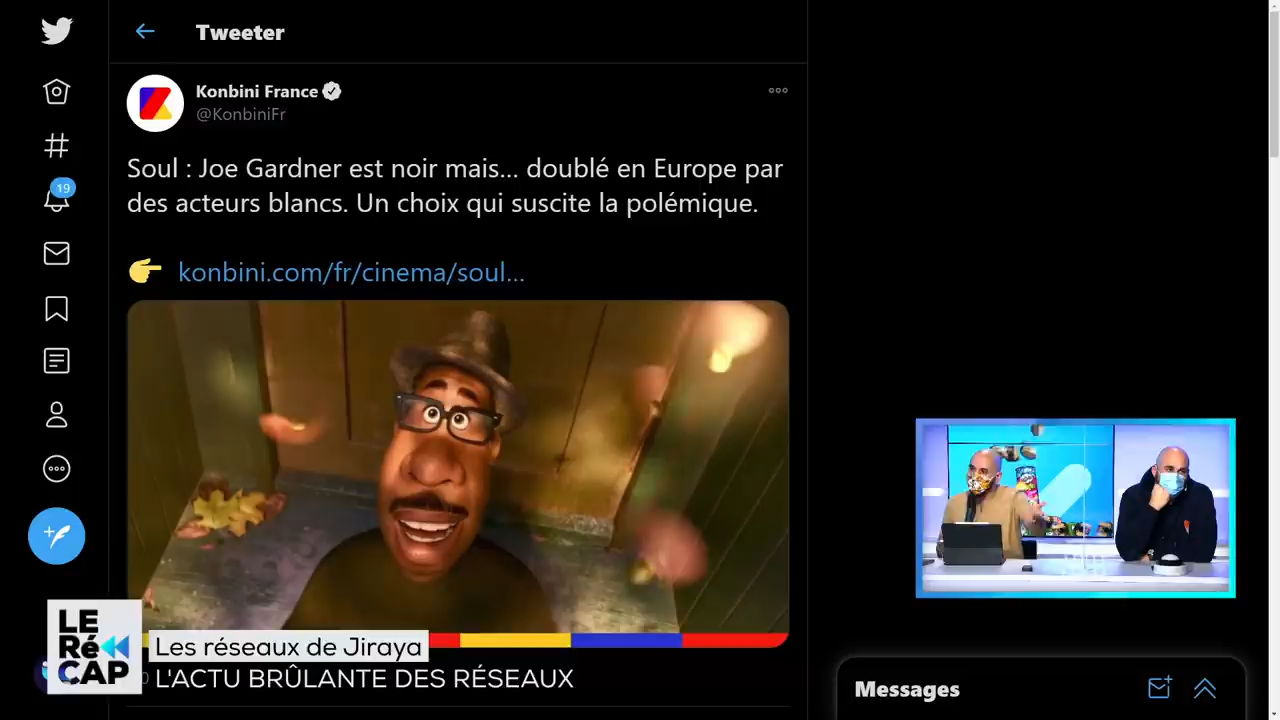 Tweeter
Konbini France
@KonbiniFr
Soul : Joe Gardner est noir mais... doublé en Europe par
des acteurs blancs. Un choix qui suscite la polémique.
konbini.com/fr/cinema/soul...
19
LE
Ré
CAP
Les réseaux de Jiraya
L'ACTU BRÛLANTE DES RÉSEAUX
Messages